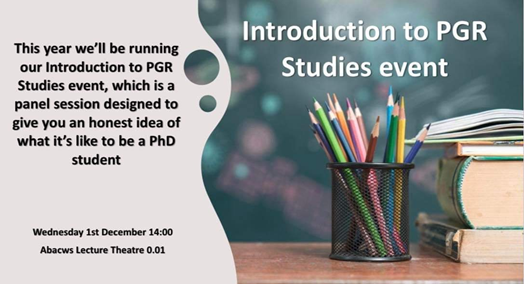 Introduction to PGR
Studies event
This year we'll be running
our Introduction to PGR
Studies event, which is a
panel session designed to
give you an honest idea of
what it's like to be a PhD
student
Wednesday 1st December 14:00
Abacws Lecture Theatre 0.01